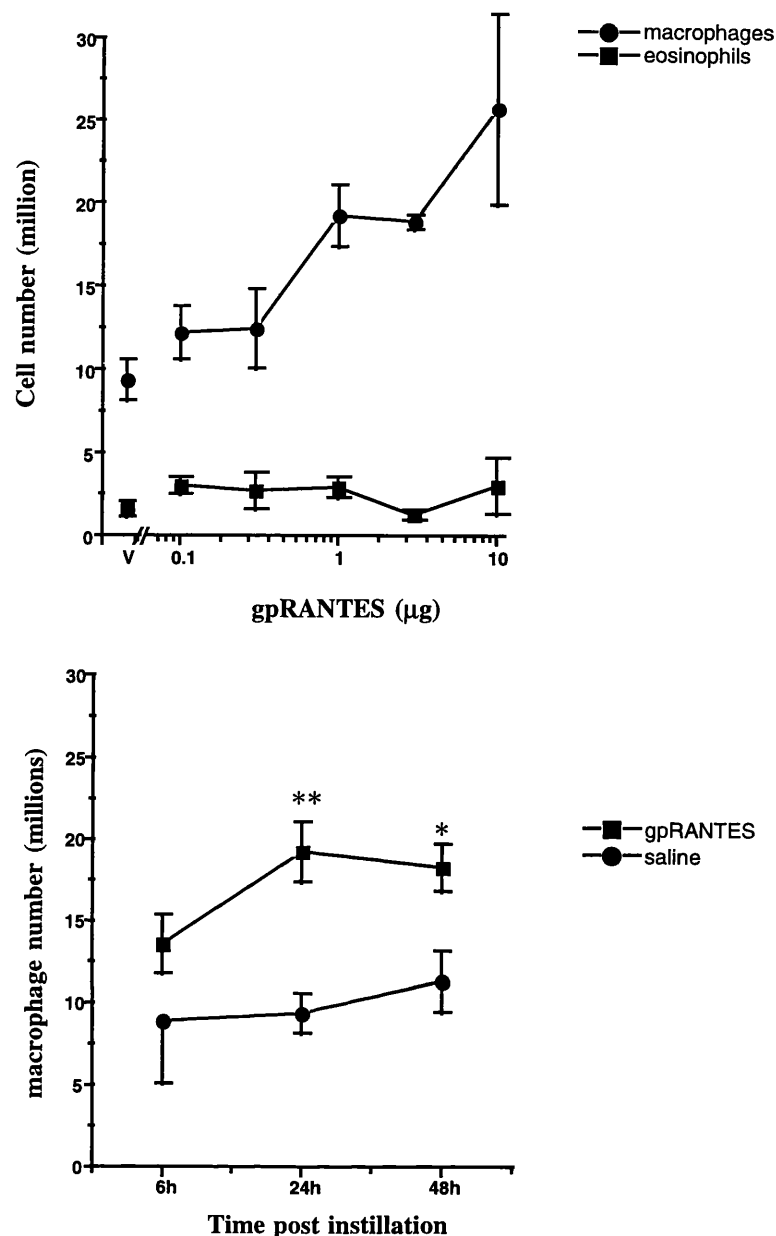 macrophages
eosinophils
30
25
20
15
10
5
0
Cell number (million)
V 0.1 1 10
gpRANTES (µg)
30
25
20
15
10
5
0
macrophage number (millions)
**
*
gpRANTES
saline
6h 24h 48h
Time post instillation